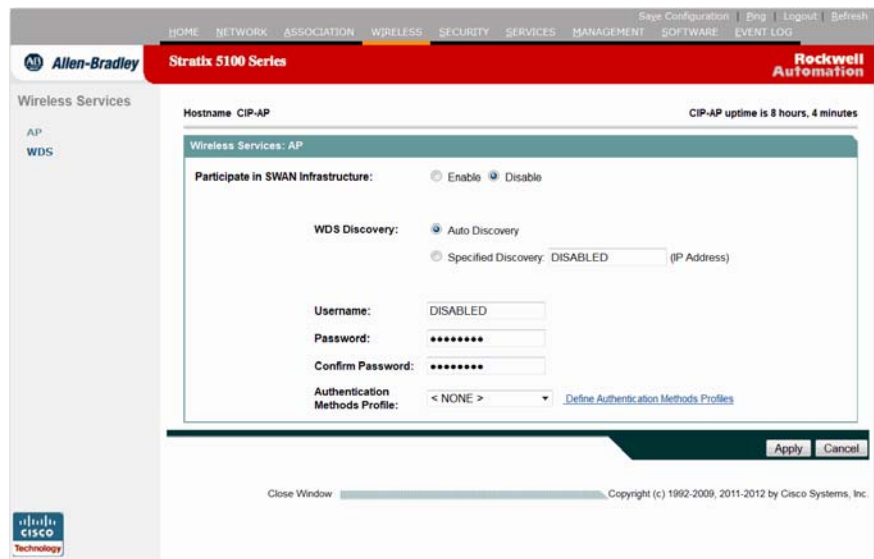 Save Configuration | Ping | Logout | Refresh
HOME NETWORK ASSOCIATION WIRELESS SECURITY SERVICES MANAGEMENT SOFTWARE EVENT LOG
AB Allen-Bradley
Stratix 5100 Series
Rockwell
Automation
Wireless Services
AP
WDS
Hostname CIP-AP
CIP-AP uptime is 8 hours, 4 minutes
Wireless Services: AP
Participate in SWAN Infrastructure: Enable Disable
WDS Discovery: Auto Discovery
Specified Discovery: DISABLED (IP Address)
Username: DISABLED
Password: ••••••••
Confirm Password: ••••••••
Authentication
Methods Profile: < NONE > Define Authentication Methods Profiles
Apply Cancel
Close Window
Copyright (c) 1992-2009, 2011-2012 by Cisco Systems, Inc.
CISCO
Technology